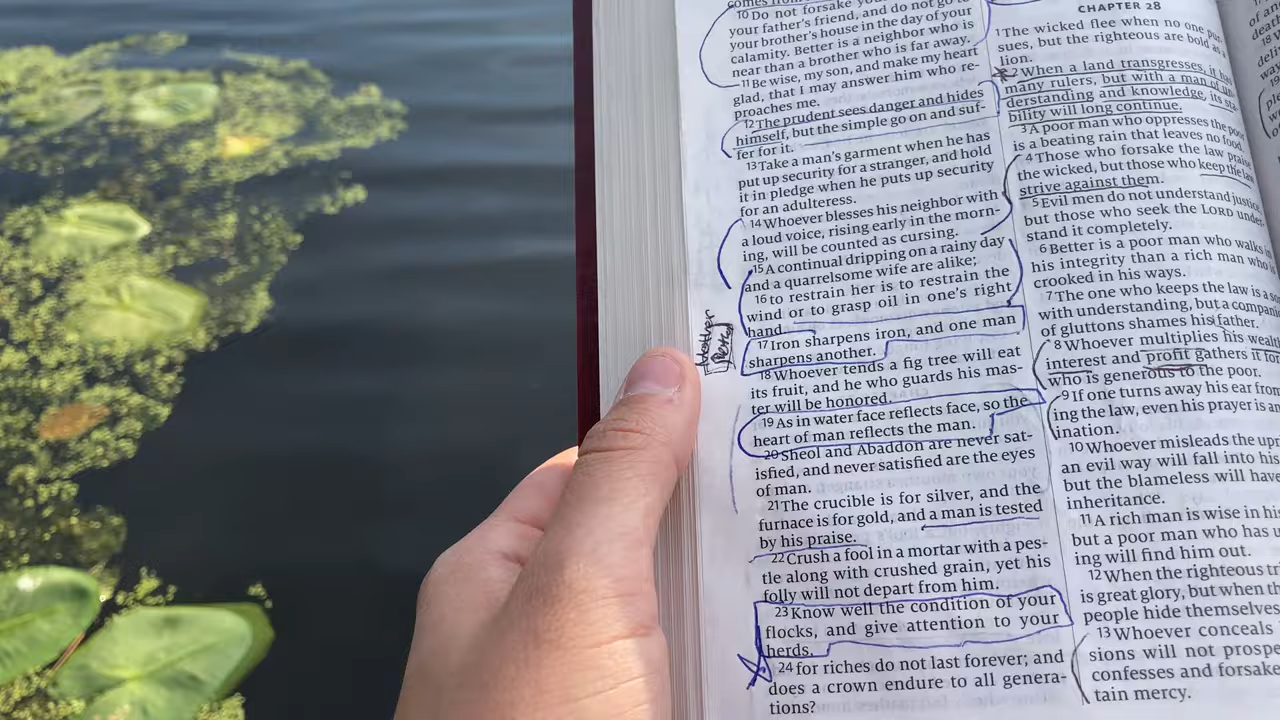 comes from
10 Do not forsake your
your father's friend, and do not go to
your brother's house in the day of your
calamity. Better is a neighbor who is
near than a brother who is far away.
11 Be wise, my son, and make my heart
glad, that I may answer him who re-
proaches me.
12 The prudent sees danger and hides
himself, but the simple go on and suf-
fer for it.
13 Take a man's garment when he has
put up security for a stranger, and hold
it in pledge when he puts up security
for an adulteress.
14 Whoever blesses his neighbor with
a loud voice, rising early in the morn-
ing, will be counted as cursing.
15 A continual dripping on a rainy day
and a quarrelsome wife are alike;
16 to restrain her is to restrain the
wind or to grasp oil in one's right
hand.
17 Iron sharpens iron, and one man
sharpens another.
18 Whoever tends a fig tree will eat
its fruit, and he who guards his mas-
ter will be honored.
19 As in water face reflects face, so the
heart of man reflects the man.
20 Sheol and Abaddon are never sat-
isfied, and never satisfied are the eyes
of man.
21 The crucible is for silver, and the
furnace is for gold, and a man is tested
by his praise.
22 Crush a fool in a mortar with a pes-
tle along with crushed grain, yet his
folly will not depart from him.
23 Know well the condition of your
flocks, and give attention to your
herds,
24 for riches do not last forever; and
does a crown endure to all genera-
tions?
CHAPTER 28
1 The wicked flee when no one pur-
sues, but the righteous are bold as a
lion.
2 When a land transgresses, it has
many rulers, but with a man of un-
derstanding and knowledge, its sta-
bility will long continue.
3 A poor man who oppresses the poor
is a beating rain that leaves no food.
4 Those who forsake the law praise
the wicked, but those who keep the law
strive against them.
5 Evil men do not understand justice,
but those who seek the LORD under-
stand it completely.
6 Better is a poor man who walks in
his integrity than a rich man who is
crooked in his ways.
7 The one who keeps the law is a
with understanding, but a compan
of gluttons shames his father.
8 Whoever multiplies his wealth
interest and profit gathers it for
who is generous to the poor.
9 If one turns away his ear from
ing the law, even his prayer is an
ination.
10 Whoever misleads the upr
an evil way will fall into his
but the blameless will have
inheritance.
11 A rich man is wise in his
but a poor man who has u
ing will find him out.
12 When the righteous tri
is great glory, but when th
people hide themselves
13 Whoever conceals
sions will not prospe
confesses and forsake
tain mercy.